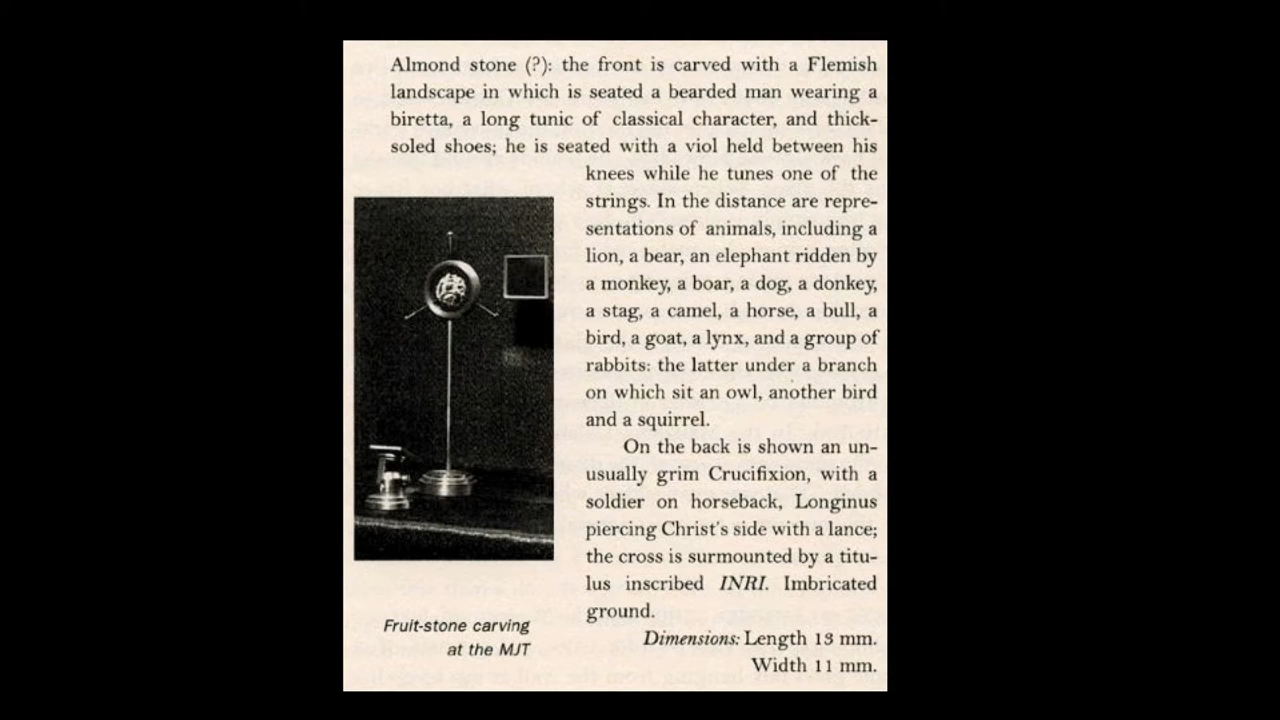 Almond stone (?): the front is carved with a Flemish
landscape in which is seated a bearded man wearing a
biretta, a long tunic of classical character, and thick-
soled shoes; he is seated with a viol held between his
knees while he tunes one of the
strings. In the distance are repre-
sentations of animals, including a
lion, a bear, an elephant ridden by
a monkey, a boar, a dog, a donkey,
a stag, a camel, a horse, a bull, a
bird, a goat, a lynx, and a group of
rabbits: the latter under a branch
on which sit an owl, another bird
and a squirrel.
On the back is shown an un-
usually grim Crucifixion, with a
soldier on horseback, Longinus
piercing Christ's side with a lance;
the cross is surmounted by a titu-
lus inscribed INRI. Imbricated
ground.
Dimensions: Length 13 mm.
Width 11 mm.
Fruit-stone carving
at the MJT